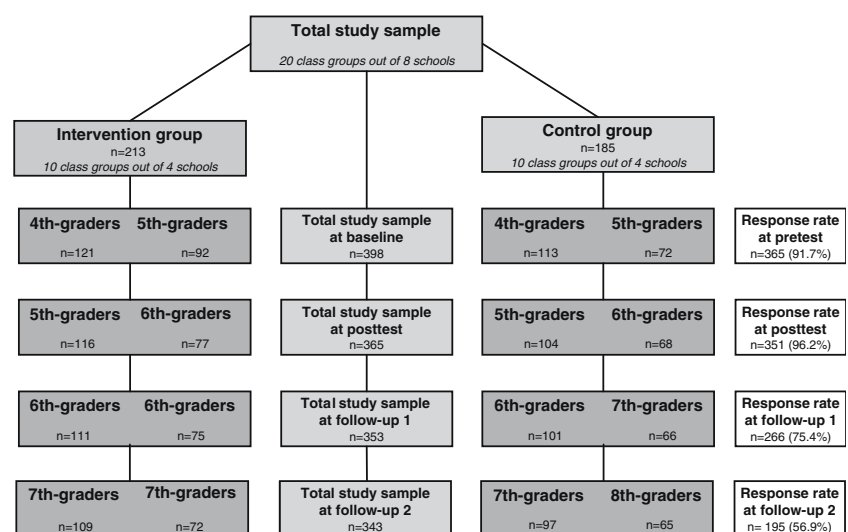 Total study sample
20 class groups out of 8 schools
Intervention group
n=213
10 class groups out of 4 schools
Control group
n=185
10 class groups out of 4 schools
4th-graders 5th-graders
n=121 n=92
Total study sample
at baseline
n=398
4th-graders 5th-graders
n=113 n=72
Response rate
at pretest
n=365 (91.7%)
5th-graders 6th-graders
n=116 n=77
Total study sample
at posttest
n=365
5th-graders 6th-graders
n=104 n=68
Response rate
at posttest
n=351 (96.2%)
6th-graders 6th-graders
n=111 n=75
Total study sample
at follow-up 1
n=353
6th-graders 7th-graders
n=101 n=66
Response rate
at follow-up 1
n=266 (75.4%)
7th-graders 7th-graders
n=109 n=72
Total study sample
at follow-up 2
n=343
7th-graders 8th-graders
n=97 n=65
Response rate
at follow-up 2
n= 195 (56.9%)